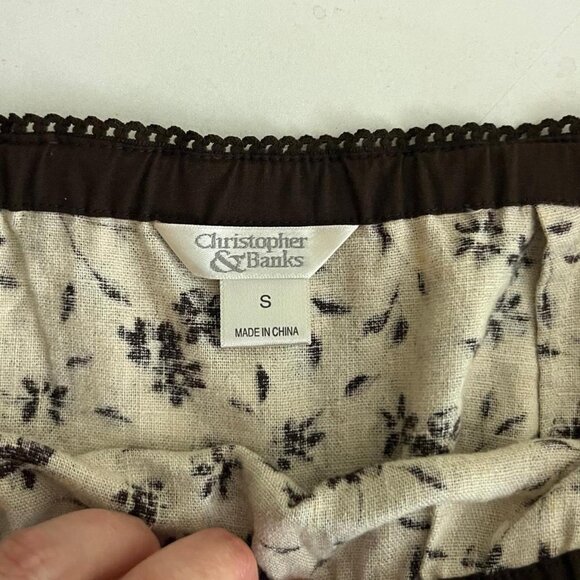 Christopher
& Banks
S
MADE IN CHINA